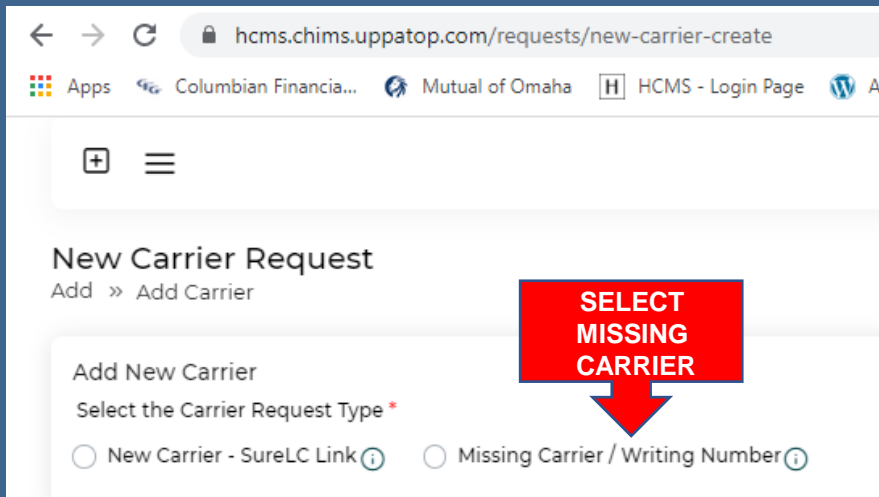 hcms.chims.uppatop.com/requests/new-carrier-create
Apps Columbian Financia... Mutual of Omaha H HCMS - Login Page A
New Carrier Request
Add » Add Carrier
SELECT
MISSING
CARRIER
Add New Carrier
Select the Carrier Request Type *
New Carrier - SureLC Link i Missing Carrier / Writing Number i